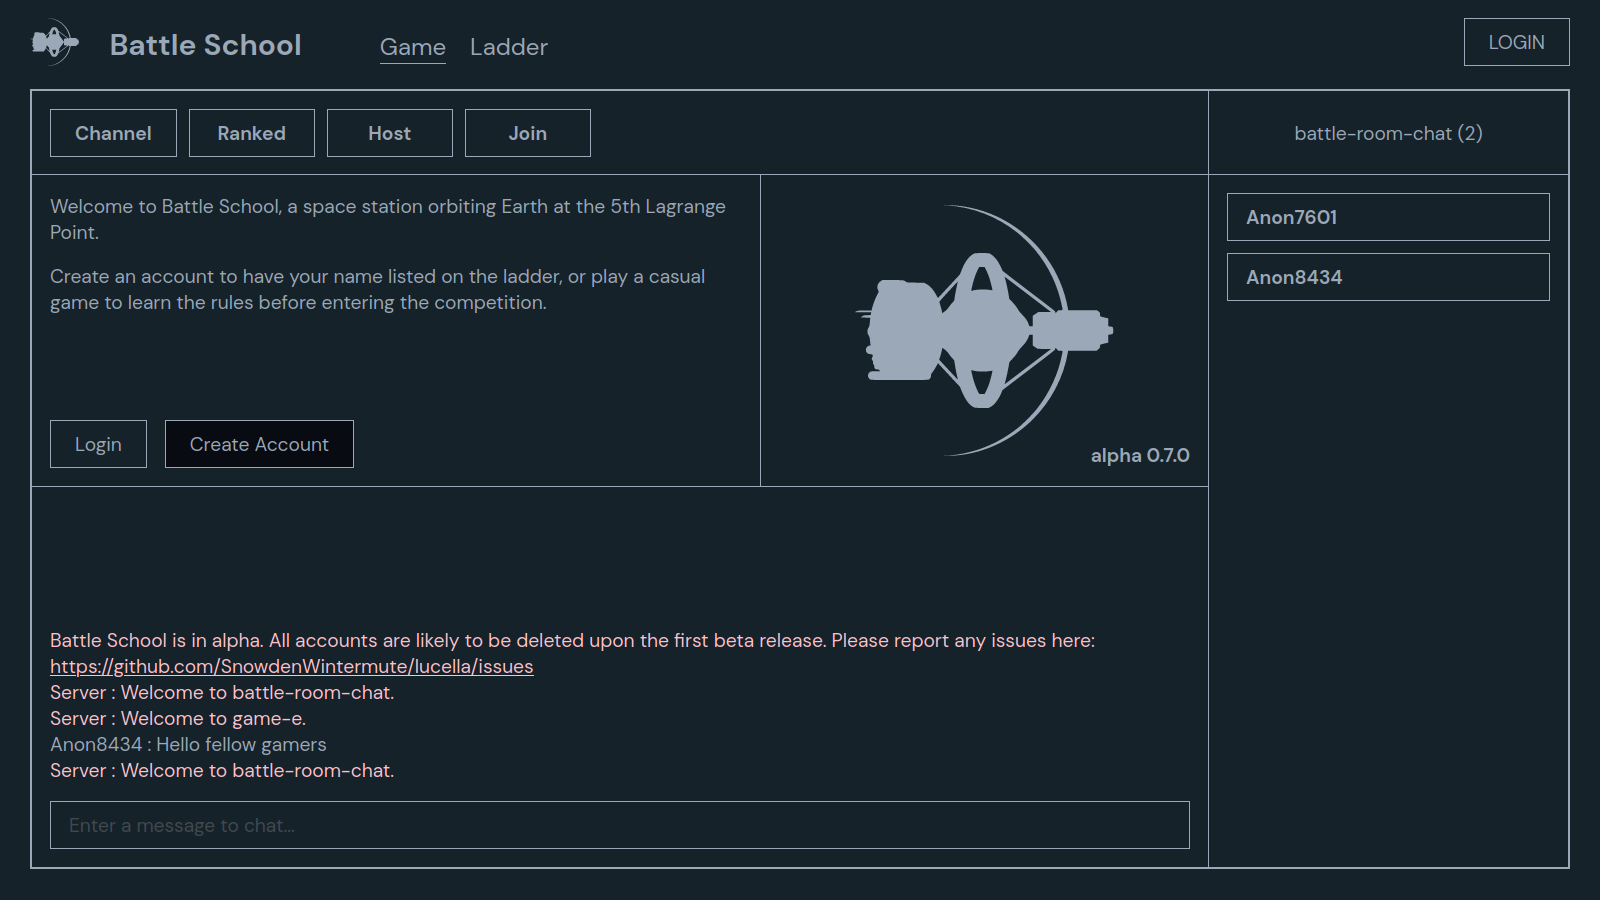 Battle School
Game
Ladder
LOGIN
Channel
Ranked
Host
Join
battle-room-chat (2)
Welcome to Battle School, a space station orbiting Earth at the 5th Lagrange
Point.
Create an account to have your name listed on the ladder, or play a casual
game to learn the rules before entering the competition.
Login
Create Account
alpha 0.7.0
Anon7601
Anon8434
Battle School is in alpha. All accounts are likely to be deleted upon the first beta release. Please report any issues here:
https://github.com/SnowdenWintermute/lucella/issues
Server : Welcome to battle-room-chat.
Server : Welcome to game-e.
Anon8434 : Hello fellow gamers
Server : Welcome to battle-room-chat.
Enter a message to chat...